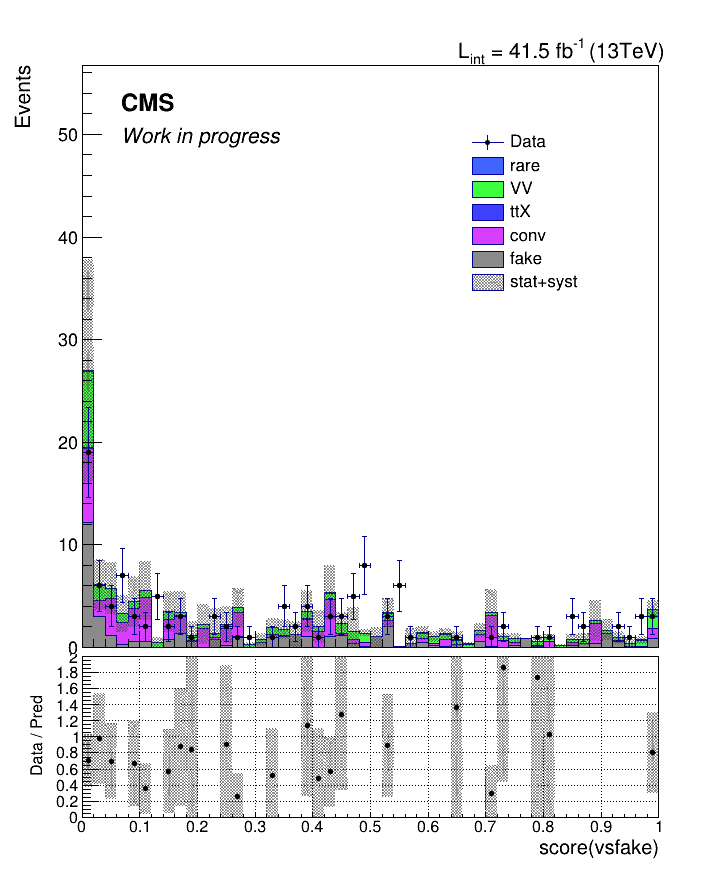 L_int = 41.5 fb^-1 (13TeV)
Events
CMS
Work in progress
Data
rare
VV
ttX
conv
fake
stat+syst
50
40
30
20
10
0
Data / Pred
2
1.8
1.6
1.4
1.2
1
0.8
0.6
0.4
0.2
0
0 0.1 0.2 0.3 0.4 0.5 0.6 0.7 0.8 0.9 1
score(vsfake)